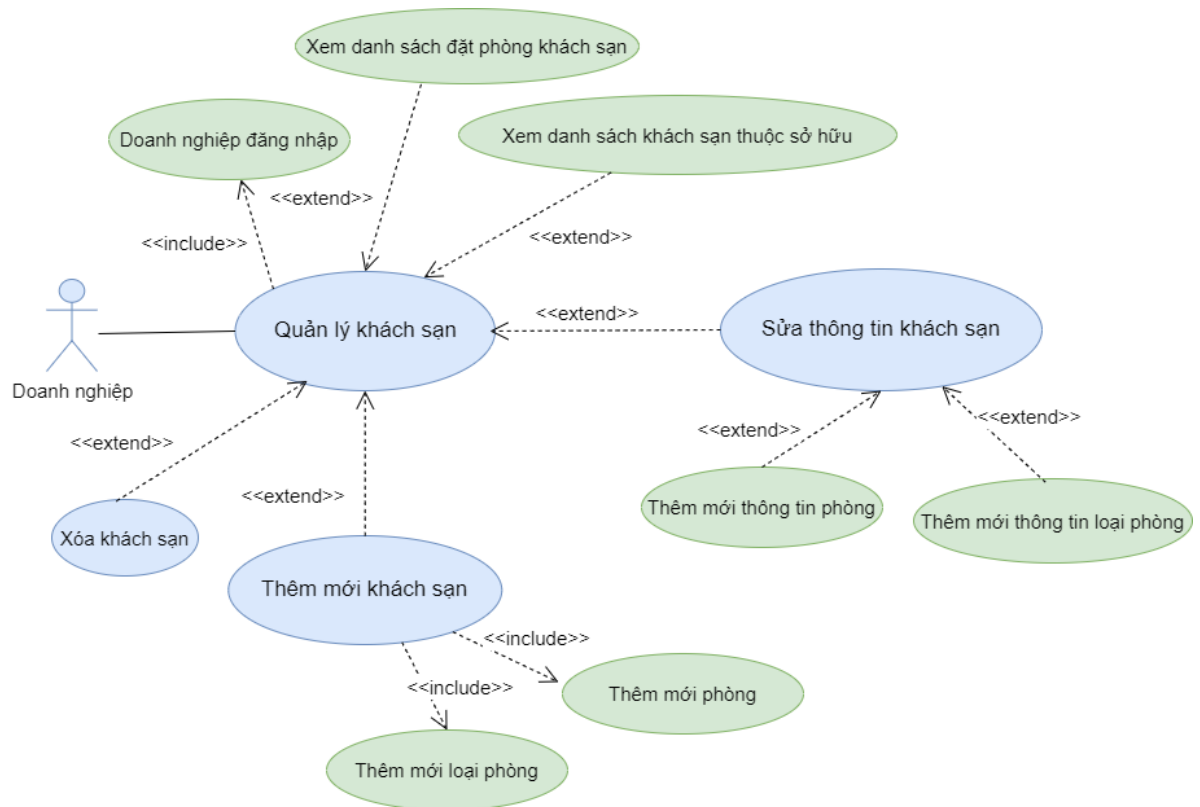 Xem danh sách đặt phòng khách sạn
Doanh nghiệp đăng nhập
Xem danh sách khách sạn thuộc sở hữu
<<extend>>
<<include>>
<<extend>>
Quản lý khách sạn
<<extend>>
Sửa thông tin khách sạn
Doanh nghiệp
<<extend>>
<<extend>>
<<extend>>
<<extend>>
Thêm mới thông tin phòng
Thêm mới thông tin loại phòng
Xóa khách sạn
Thêm mới khách sạn
<<include>>
<<include>>
Thêm mới phòng
Thêm mới loại phòng